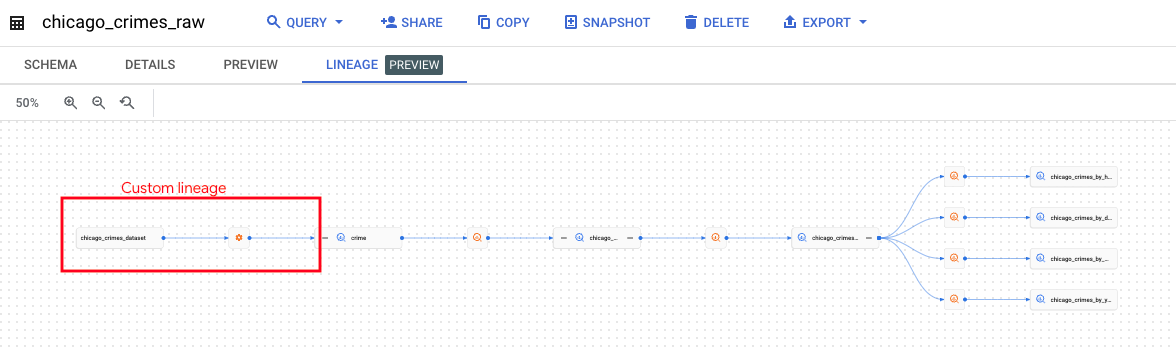 chicago_crimes_raw
QUERY
SHARE
COPY
SNAPSHOT
DELETE
EXPORT
SCHEMA
DETAILS
PREVIEW
LINEAGE
PREVIEW
50%
Custom lineage
chicago_crimes_dataset
crime
chicago_...
chicago_crimes...
chicago_crimes_by_h...
chicago_crimes_by_d...
chicago_crimes_by_...
chicago_crimes_by_y...